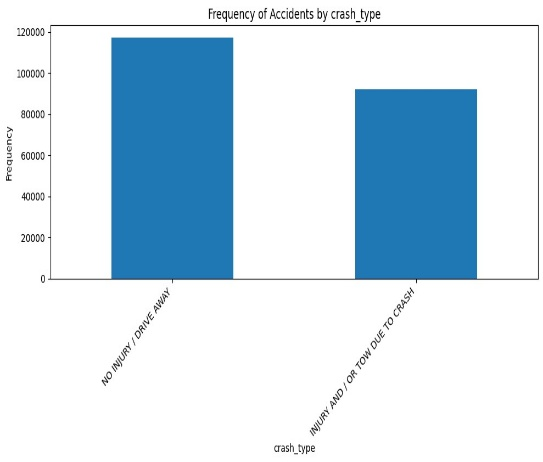 Frequency of Accidents by crash_type
Frequency
120000
100000
80000
60000
40000
20000
0
NO INJURY / DRIVE AWAY
INJURY AND / OR TOW DUE TO CRASH
crash_type